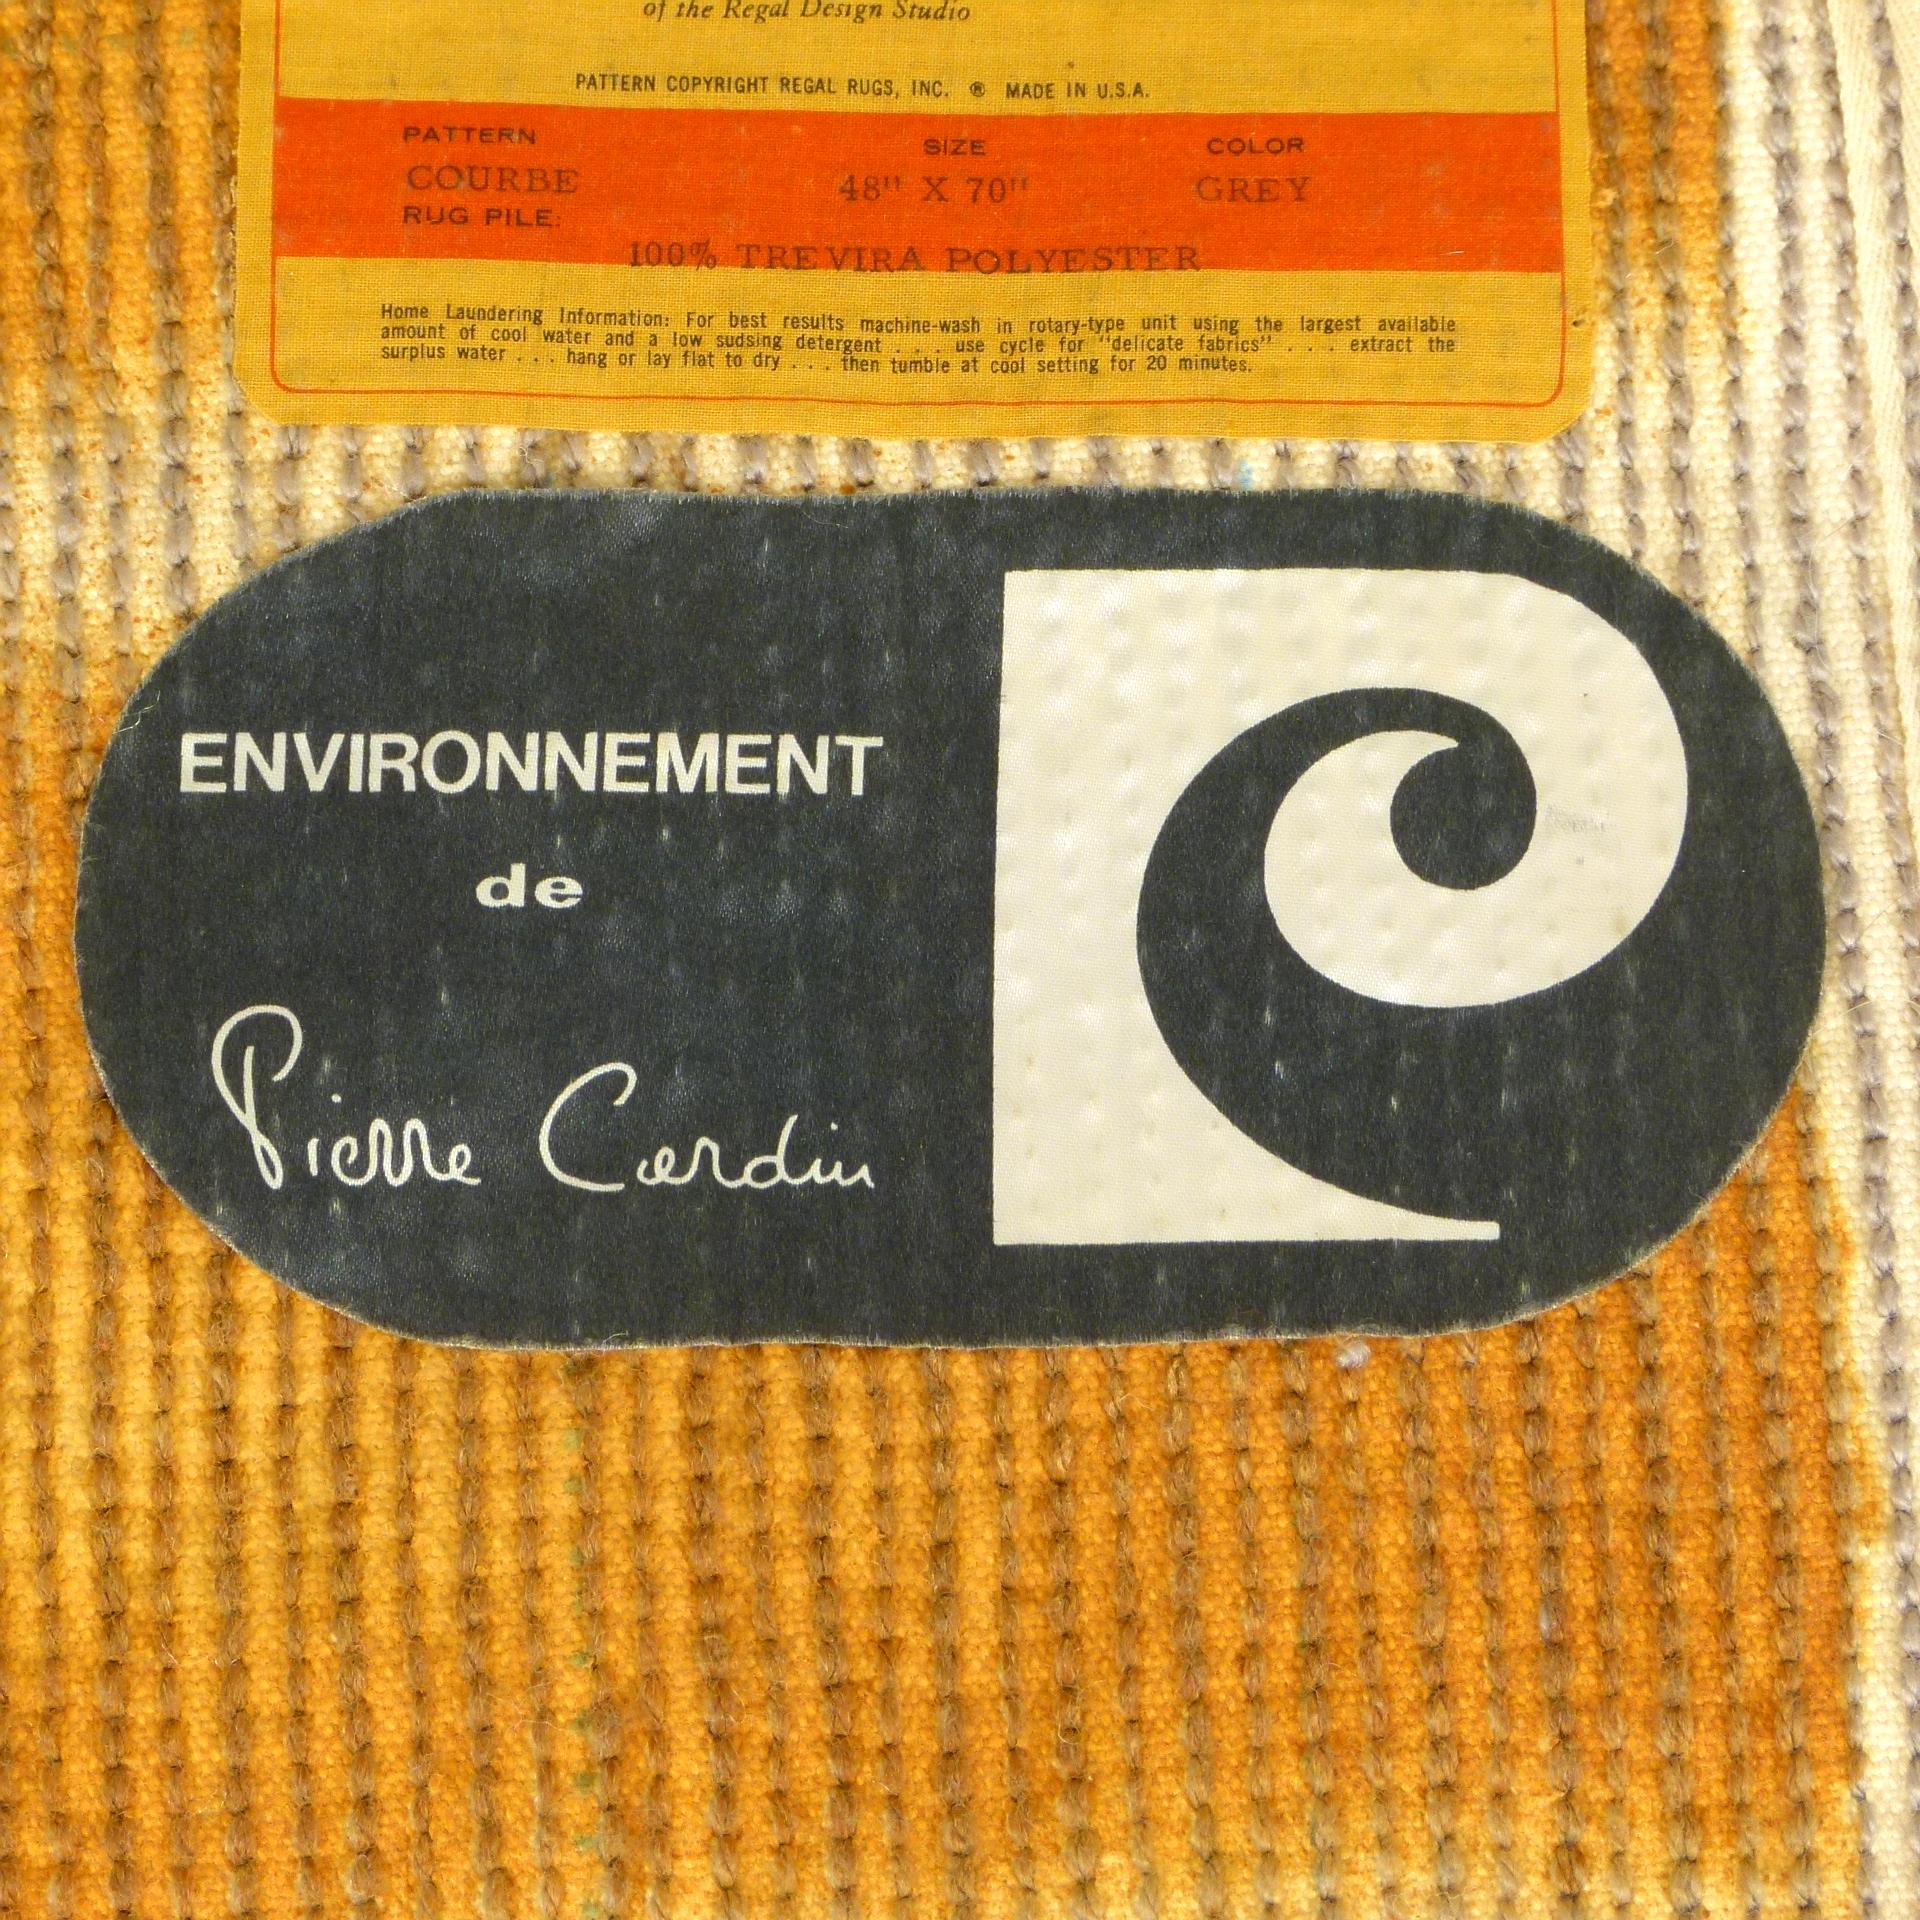 of the Regal Design Studio
PATTERN COPYRIGHT REGAL RUGS, INC. ® MADE IN U.S.A.
PATTERN SIZE COLOR
COURBE 48" X 70" GREY
RUG PILE:
100% TREVIRA POLYESTER
Home Laundering Information: For best results machine-wash in rotary-type unit using the largest available
amount of cool water and a low sudsing detergent . . . use cycle for "delicate fabrics" . . . extract the
surplus water . . . hang or lay flat to dry . . . then tumble at cool setting for 20 minutes.
ENVIRONNEMENT
de
Pierre Cardin